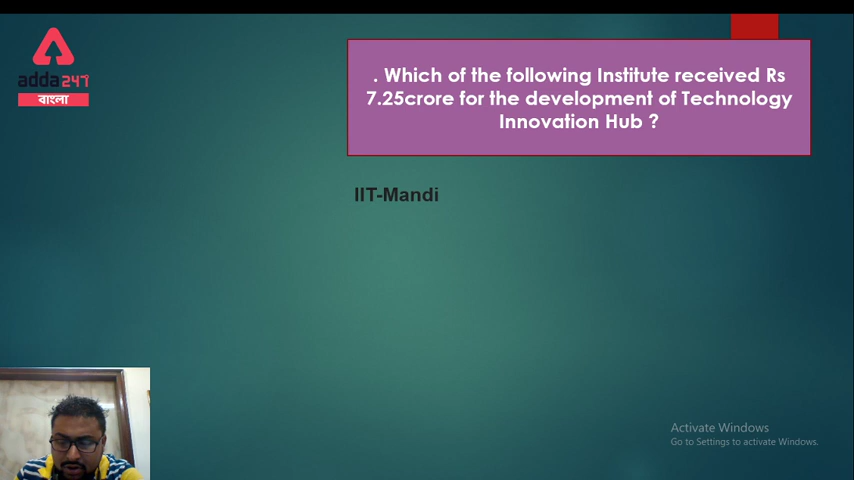 adda247
বাংলা
. Which of the following Institute received Rs
7.25crore for the development of Technology
Innovation Hub ?
IIT-Mandi
Activate Windows
Go to Settings to activate Windows.